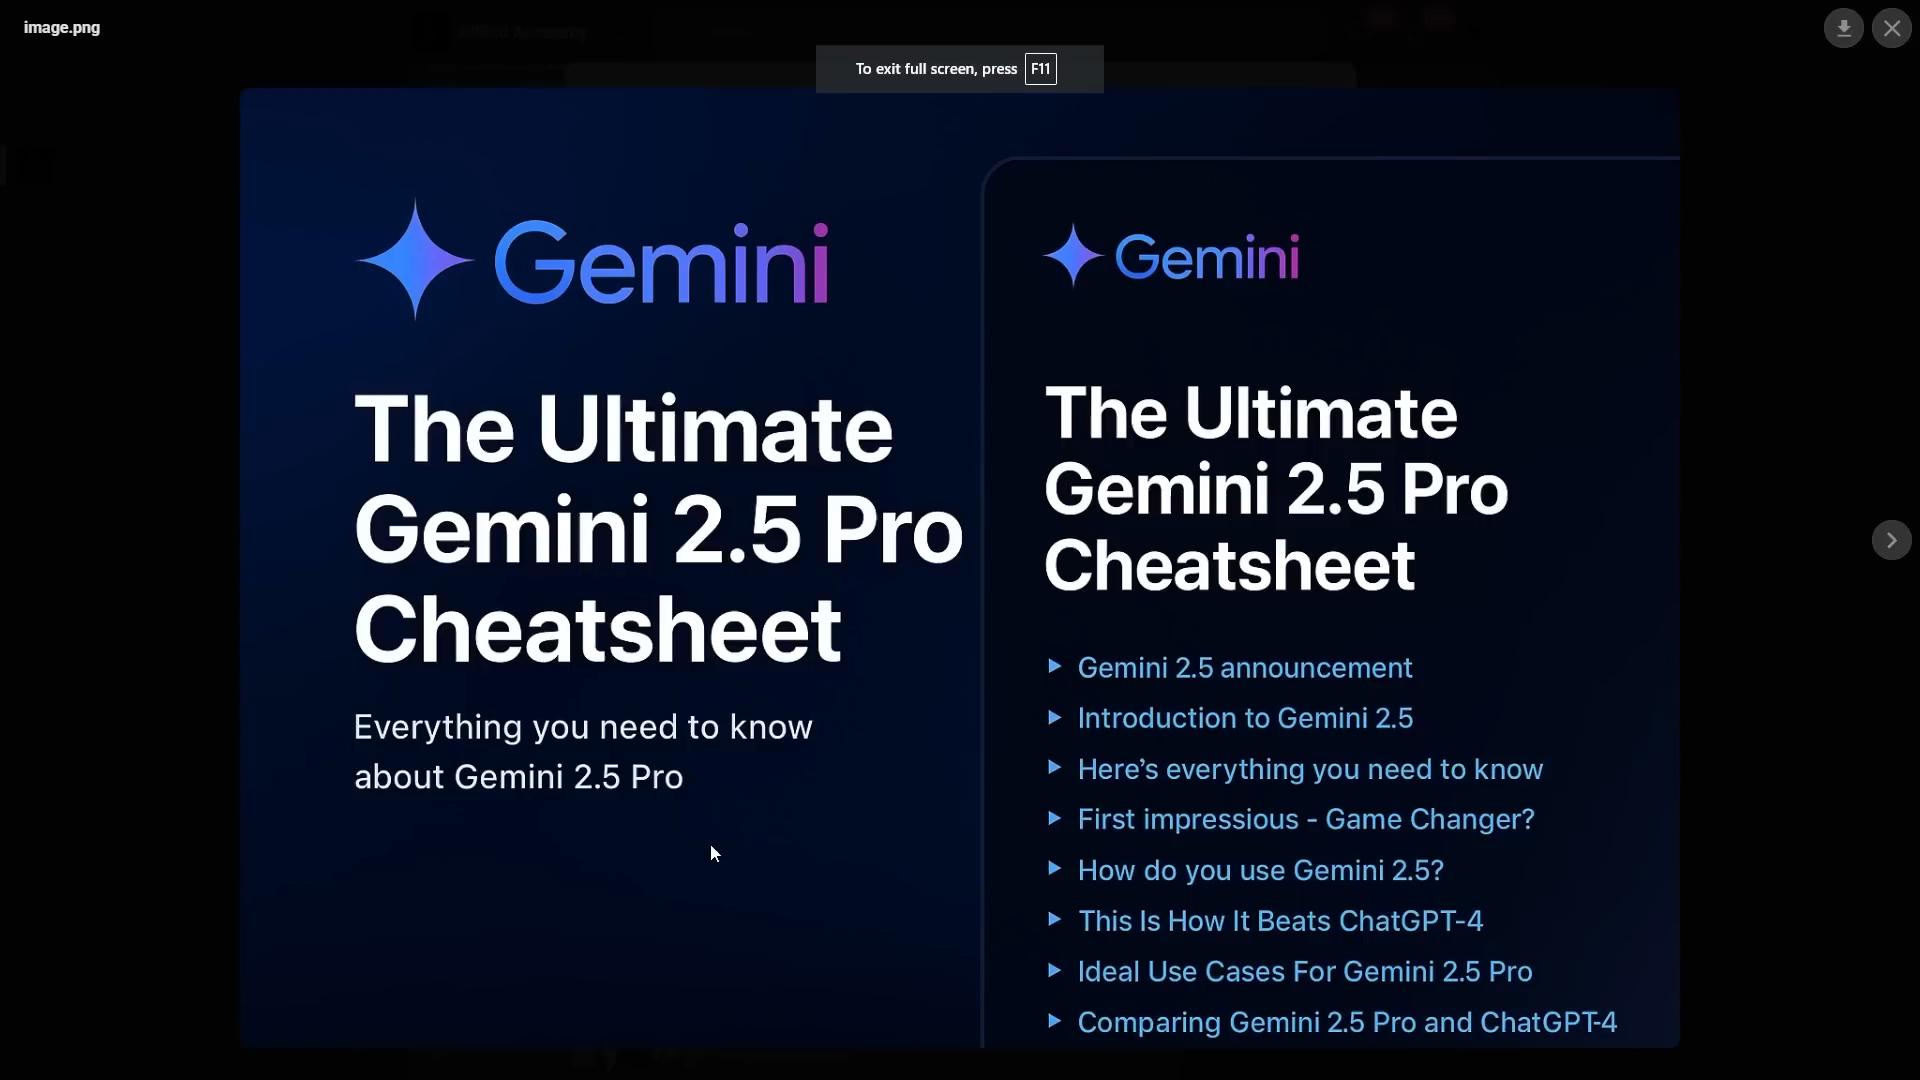 image.png
To exit full screen, press F11
Gemini
The Ultimate
Gemini 2.5 Pro
Cheatsheet
Everything you need to know
about Gemini 2.5 Pro
Gemini
The Ultimate
Gemini 2.5 Pro
Cheatsheet
Gemini 2.5 announcement
Introduction to Gemini 2.5
Here's everything you need to know
First impressious - Game Changer?
How do you use Gemini 2.5?
This Is How It Beats ChatGPT-4
Ideal Use Cases For Gemini 2.5 Pro
Comparing Gemini 2.5 Pro and ChatGPT-4